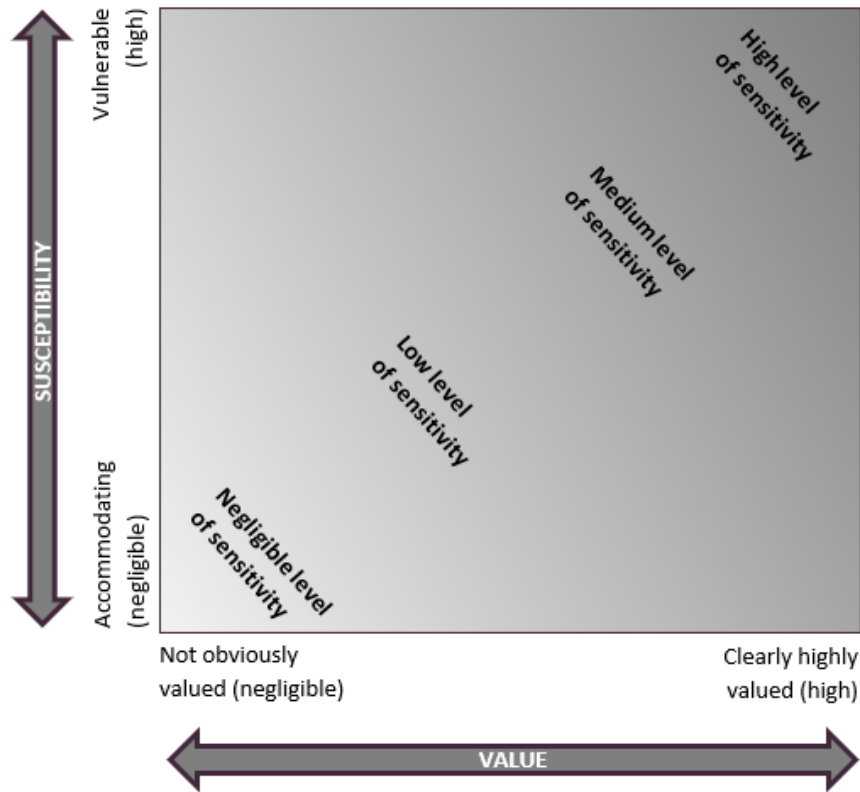 Vulnerable
(high)
High level
of sensitivity
Medium level
of sensitivity
SUSCEPTIBILITY
Low level
of sensitivity
Accommodating
(negligible)
Negligible level
of sensitivity
Not obviously
valued (negligible)
Clearly highly
valued (high)
VALUE